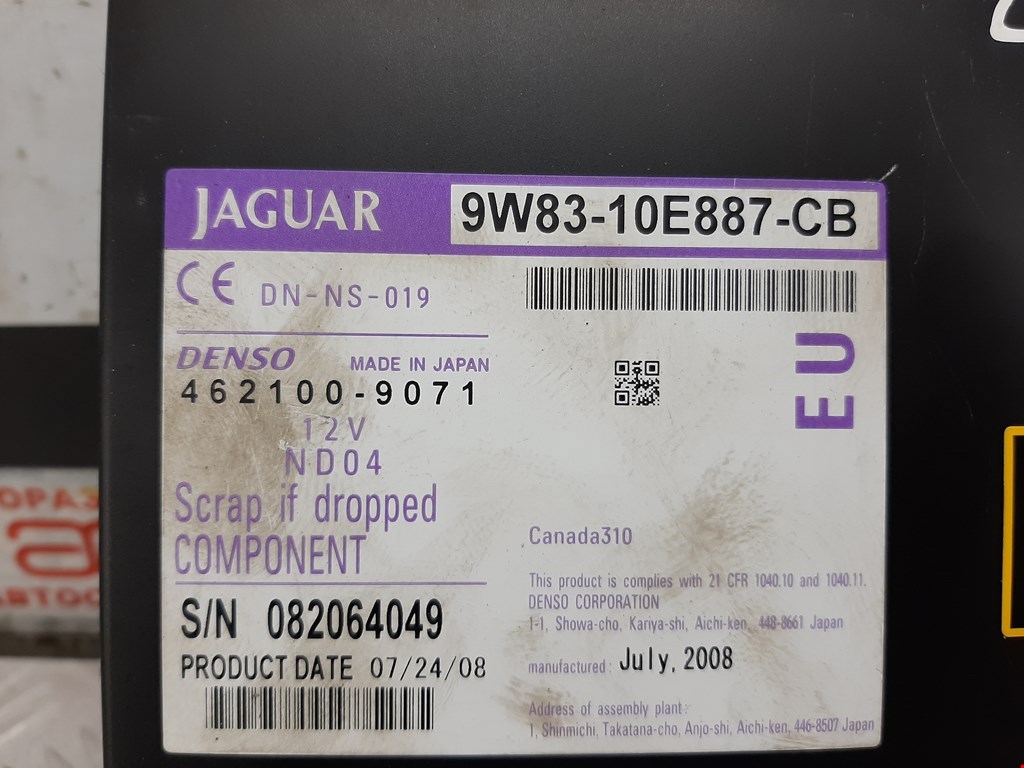 JAGUAR 9W83-10E887-CB
CE DN-NS-019
EU
DENSO MADE IN JAPAN
462100-9071
12V
ND04
Scrap if dropped
COMPONENT
S/N 082064049
PRODUCT DATE 07/24/08
Canada310
This product is complies with 21 CFR 1040.10 and 1040.11.
DENSO CORPORATION
1-1, Showa-cho, Kariya-shi, Aichi-ken, 448-8661 Japan
manufactured: July, 2008
Address of assembly plant:
1, Shinmichi, Takatana-cho, Anjo-shi, Aichi-ken, 446-8507 Japan